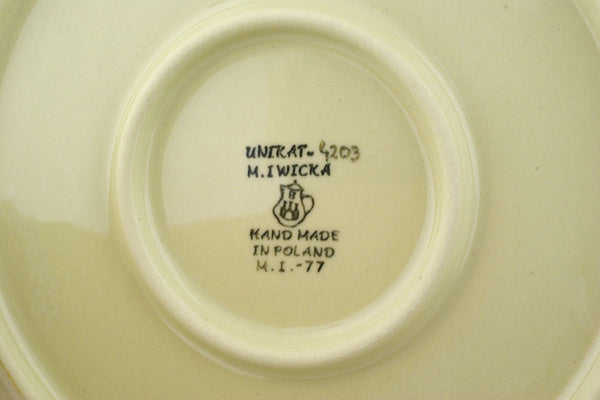 UNIKAT~ 4203
M.IWICKA
HAND MADE
IN POLAND
M.I.-77